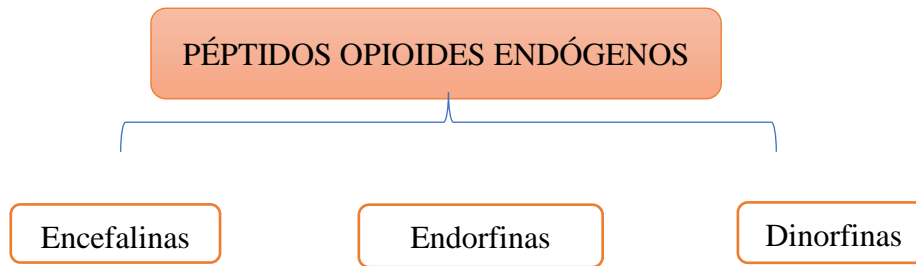 PÉPTIDOS OPIOIDES ENDÓGENOS
Encefalinas
Endorfinas
Dinorfinas